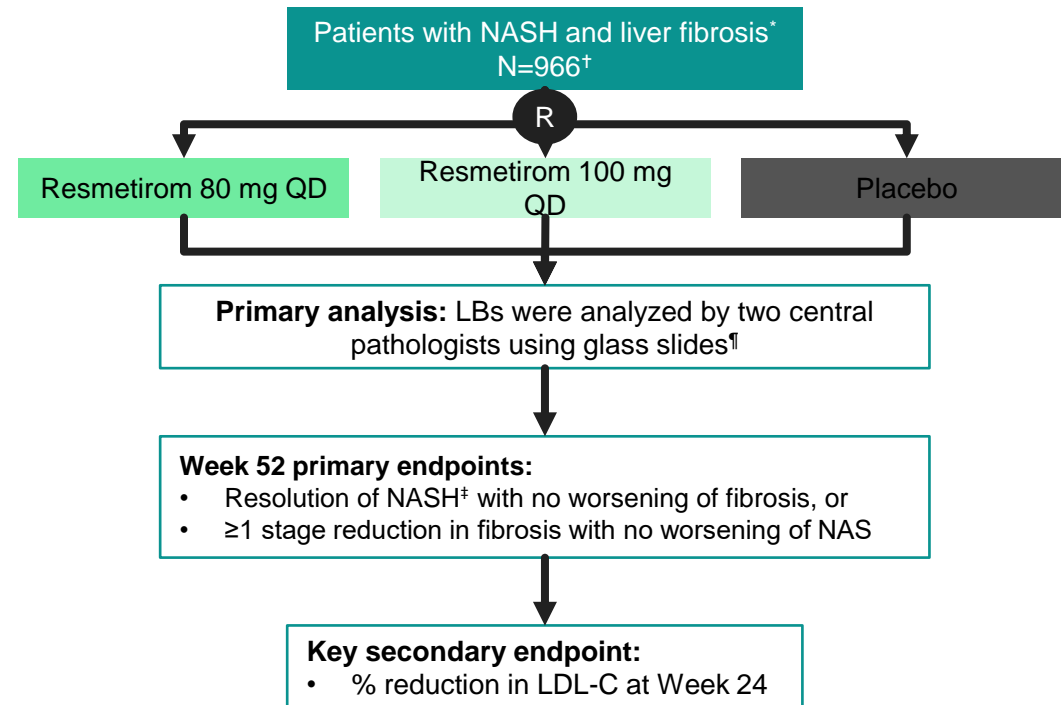 Patients with NASH and liver fibrosis*
N=966†
R
Resmetirom 80 mg QD
Resmetirom 100 mg
QD
Placebo
Primary analysis: LBs were analyzed by two central
pathologists using glass slides¶
Week 52 primary endpoints:
• Resolution of NASH‡ with no worsening of fibrosis, or
• ≥1 stage reduction in fibrosis with no worsening of NAS
Key secondary endpoint:
• % reduction in LDL-C at Week 24